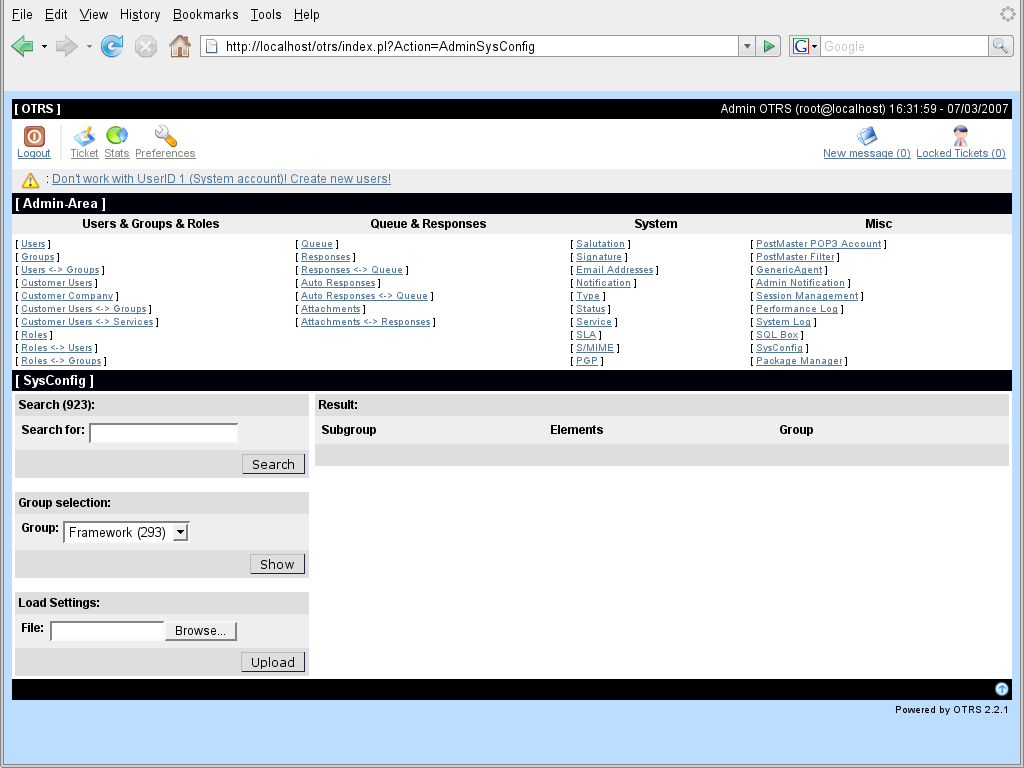 File Edit View History Bookmarks Tools Help
http://localhost/otrs/index.pl?Action=AdminSysConfig
G Google
[ OTRS ] Admin OTRS (root@localhost) 16:31:59 - 07/03/2007
Logout Ticket Stats Preferences New message (0) Locked Tickets (0)
: Don't work with UserID 1 (System account)! Create new users!
[ Admin-Area ]
Users & Groups & Roles Queue & Responses System Misc
[ Users ] [ Queue ] [ Salutation ] [ PostMaster POP3 Account ]
[ Groups ] [ Responses ] [ Signature ] [ PostMaster Filter ]
[ Users <-> Groups ] [ Responses <-> Queue ] [ Email Addresses ] [ GenericAgent ]
[ Customer Users ] [ Auto Responses ] [ Notification ] [ Admin Notification ]
[ Customer Company ] [ Auto Responses <-> Queue ] [ Type ] [ Session Management ]
[ Customer Users <-> Groups ] [ Attachments ] [ Status ] [ Performance Log ]
[ Customer Users <-> Services ] [ Attachments <-> Responses ] [ Service ] [ System Log ]
[ Roles ] [ SLA ] [ SQL Box ]
[ Roles <-> Users ] [ S/MIME ] [ SysConfig ]
[ Roles <-> Groups ] [ PGP ] [ Package Manager ]
[ SysConfig ]
Search (923): Result:
Search for: Subgroup Elements Group
Search
Group selection:
Group: Framework (293)
Show
Load Settings:
File: Browse...
Upload
Powered by OTRS 2.2.1